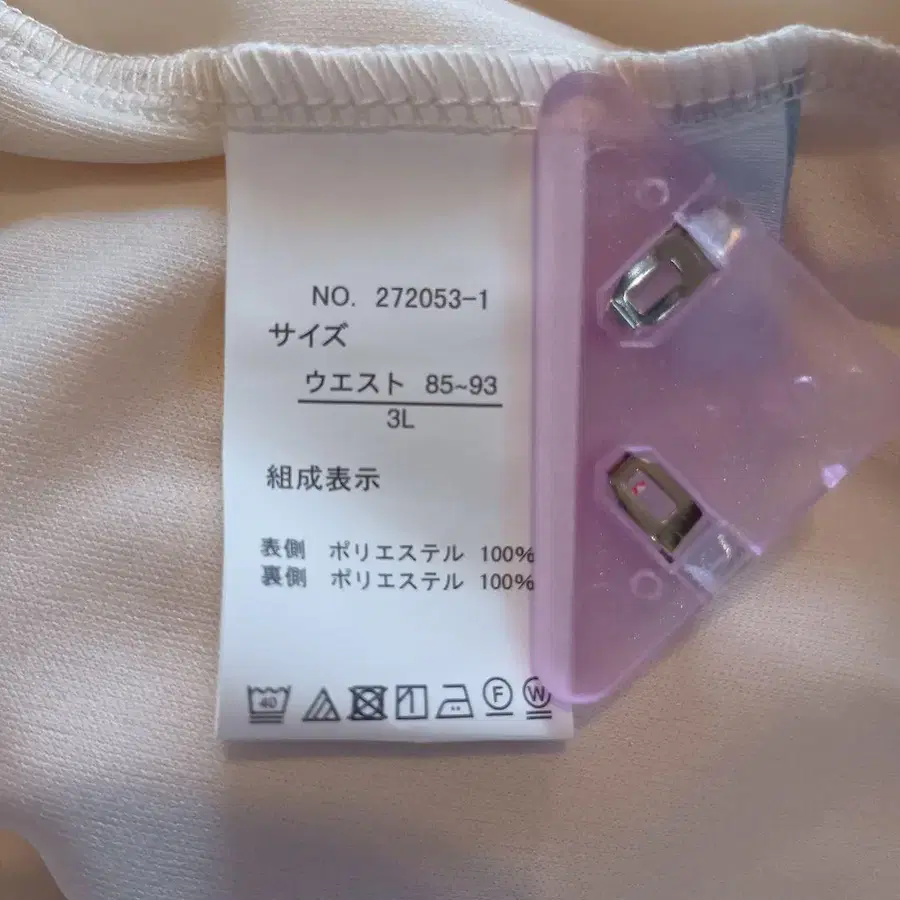 NO. 272053-1
サイズ
ウエスト 85~93
3L
組成表示
表側 ポリエステル 100%
裏側 ポリエステル 100%
40
F W